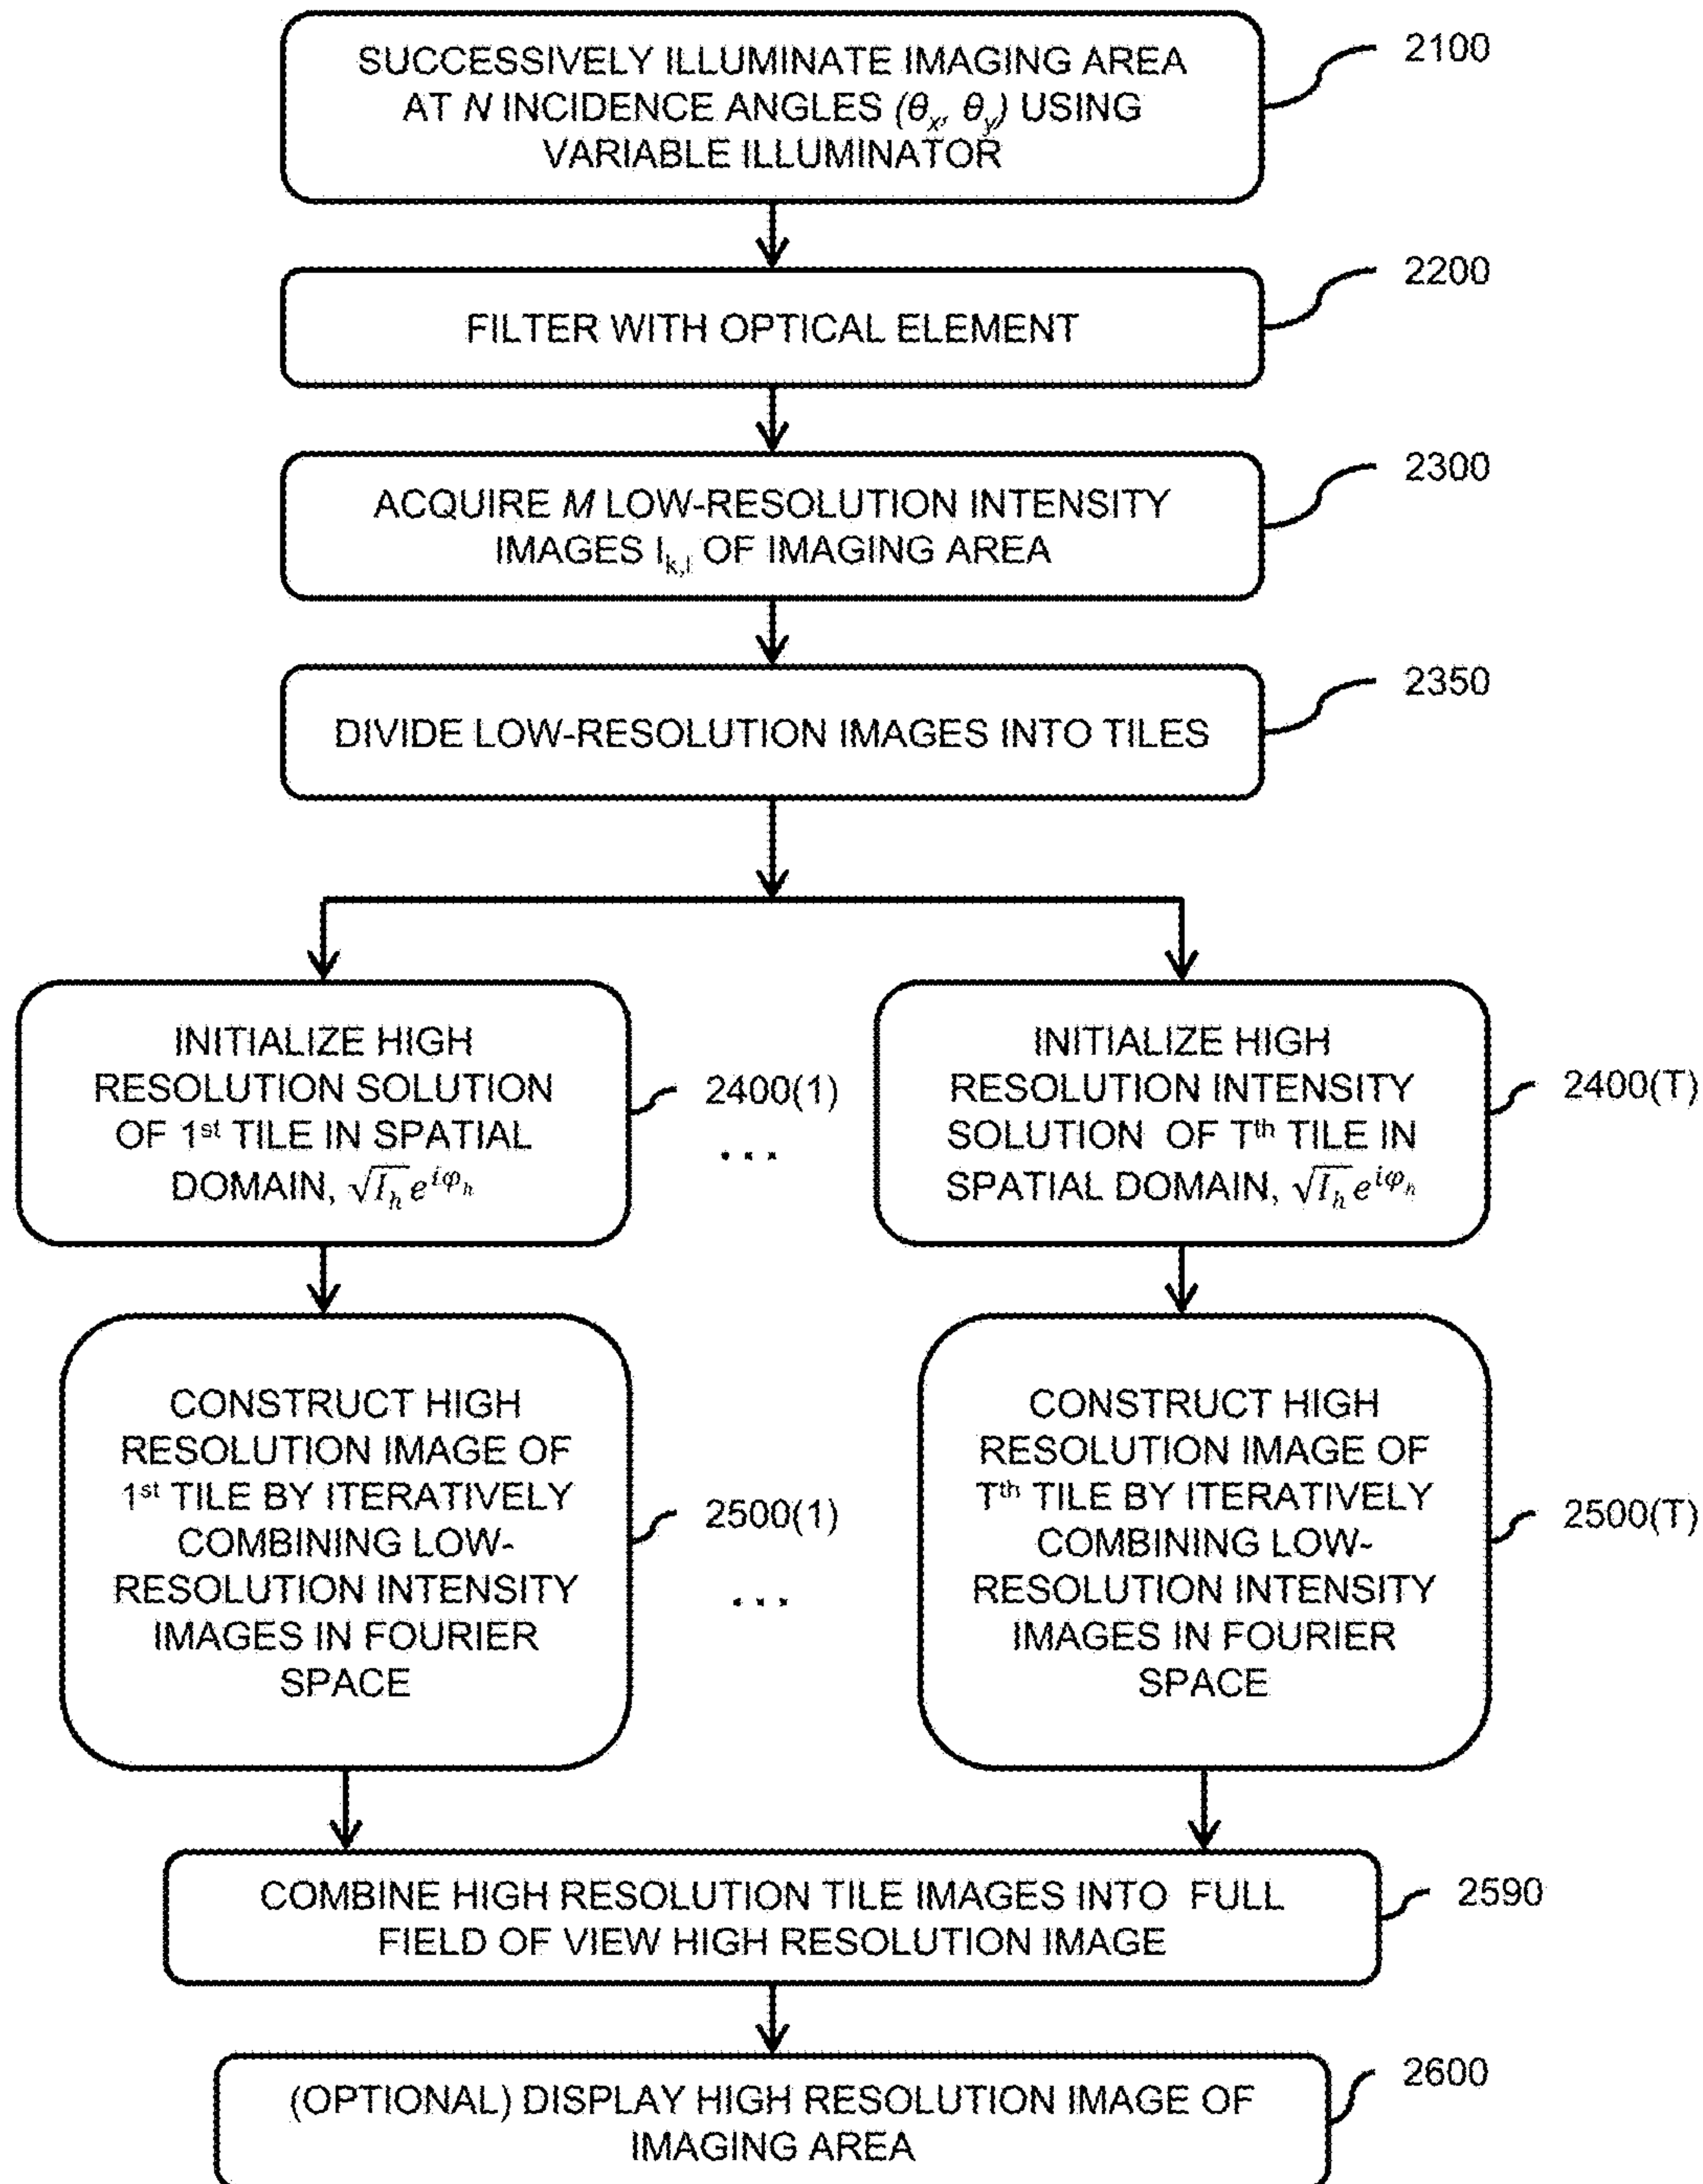 SUCCESSIVELY ILLUMINATE IMAGING AREA
AT N INCIDENCE ANGLES (θx, θy) USING
VARIABLE ILLUMINATOR
2100
FILTER WITH OPTICAL ELEMENT
2200
ACQUIRE M LOW-RESOLUTION INTENSITY
IMAGES Ik,l OF IMAGING AREA
2300
DIVIDE LOW-RESOLUTION IMAGES INTO TILES
2350
INITIALIZE HIGH
RESOLUTION SOLUTION
OF 1st TILE IN SPATIAL
DOMAIN, √Ih e^iφh
2400(1)
...
INITIALIZE HIGH
RESOLUTION INTENSITY
SOLUTION OF Tth TILE IN
SPATIAL DOMAIN, √Ih e^iφh
2400(T)
CONSTRUCT HIGH
RESOLUTION IMAGE OF
1st TILE BY ITERATIVELY
COMBINING LOW-
RESOLUTION INTENSITY
IMAGES IN FOURIER
SPACE
2500(1)
...
CONSTRUCT HIGH
RESOLUTION IMAGE OF
Tth TILE BY ITERATIVELY
COMBINING LOW-
RESOLUTION INTENSITY
IMAGES IN FOURIER
SPACE
2500(T)
COMBINE HIGH RESOLUTION TILE IMAGES INTO FULL
FIELD OF VIEW HIGH RESOLUTION IMAGE
2590
(OPTIONAL) DISPLAY HIGH RESOLUTION IMAGE OF
IMAGING AREA
2600